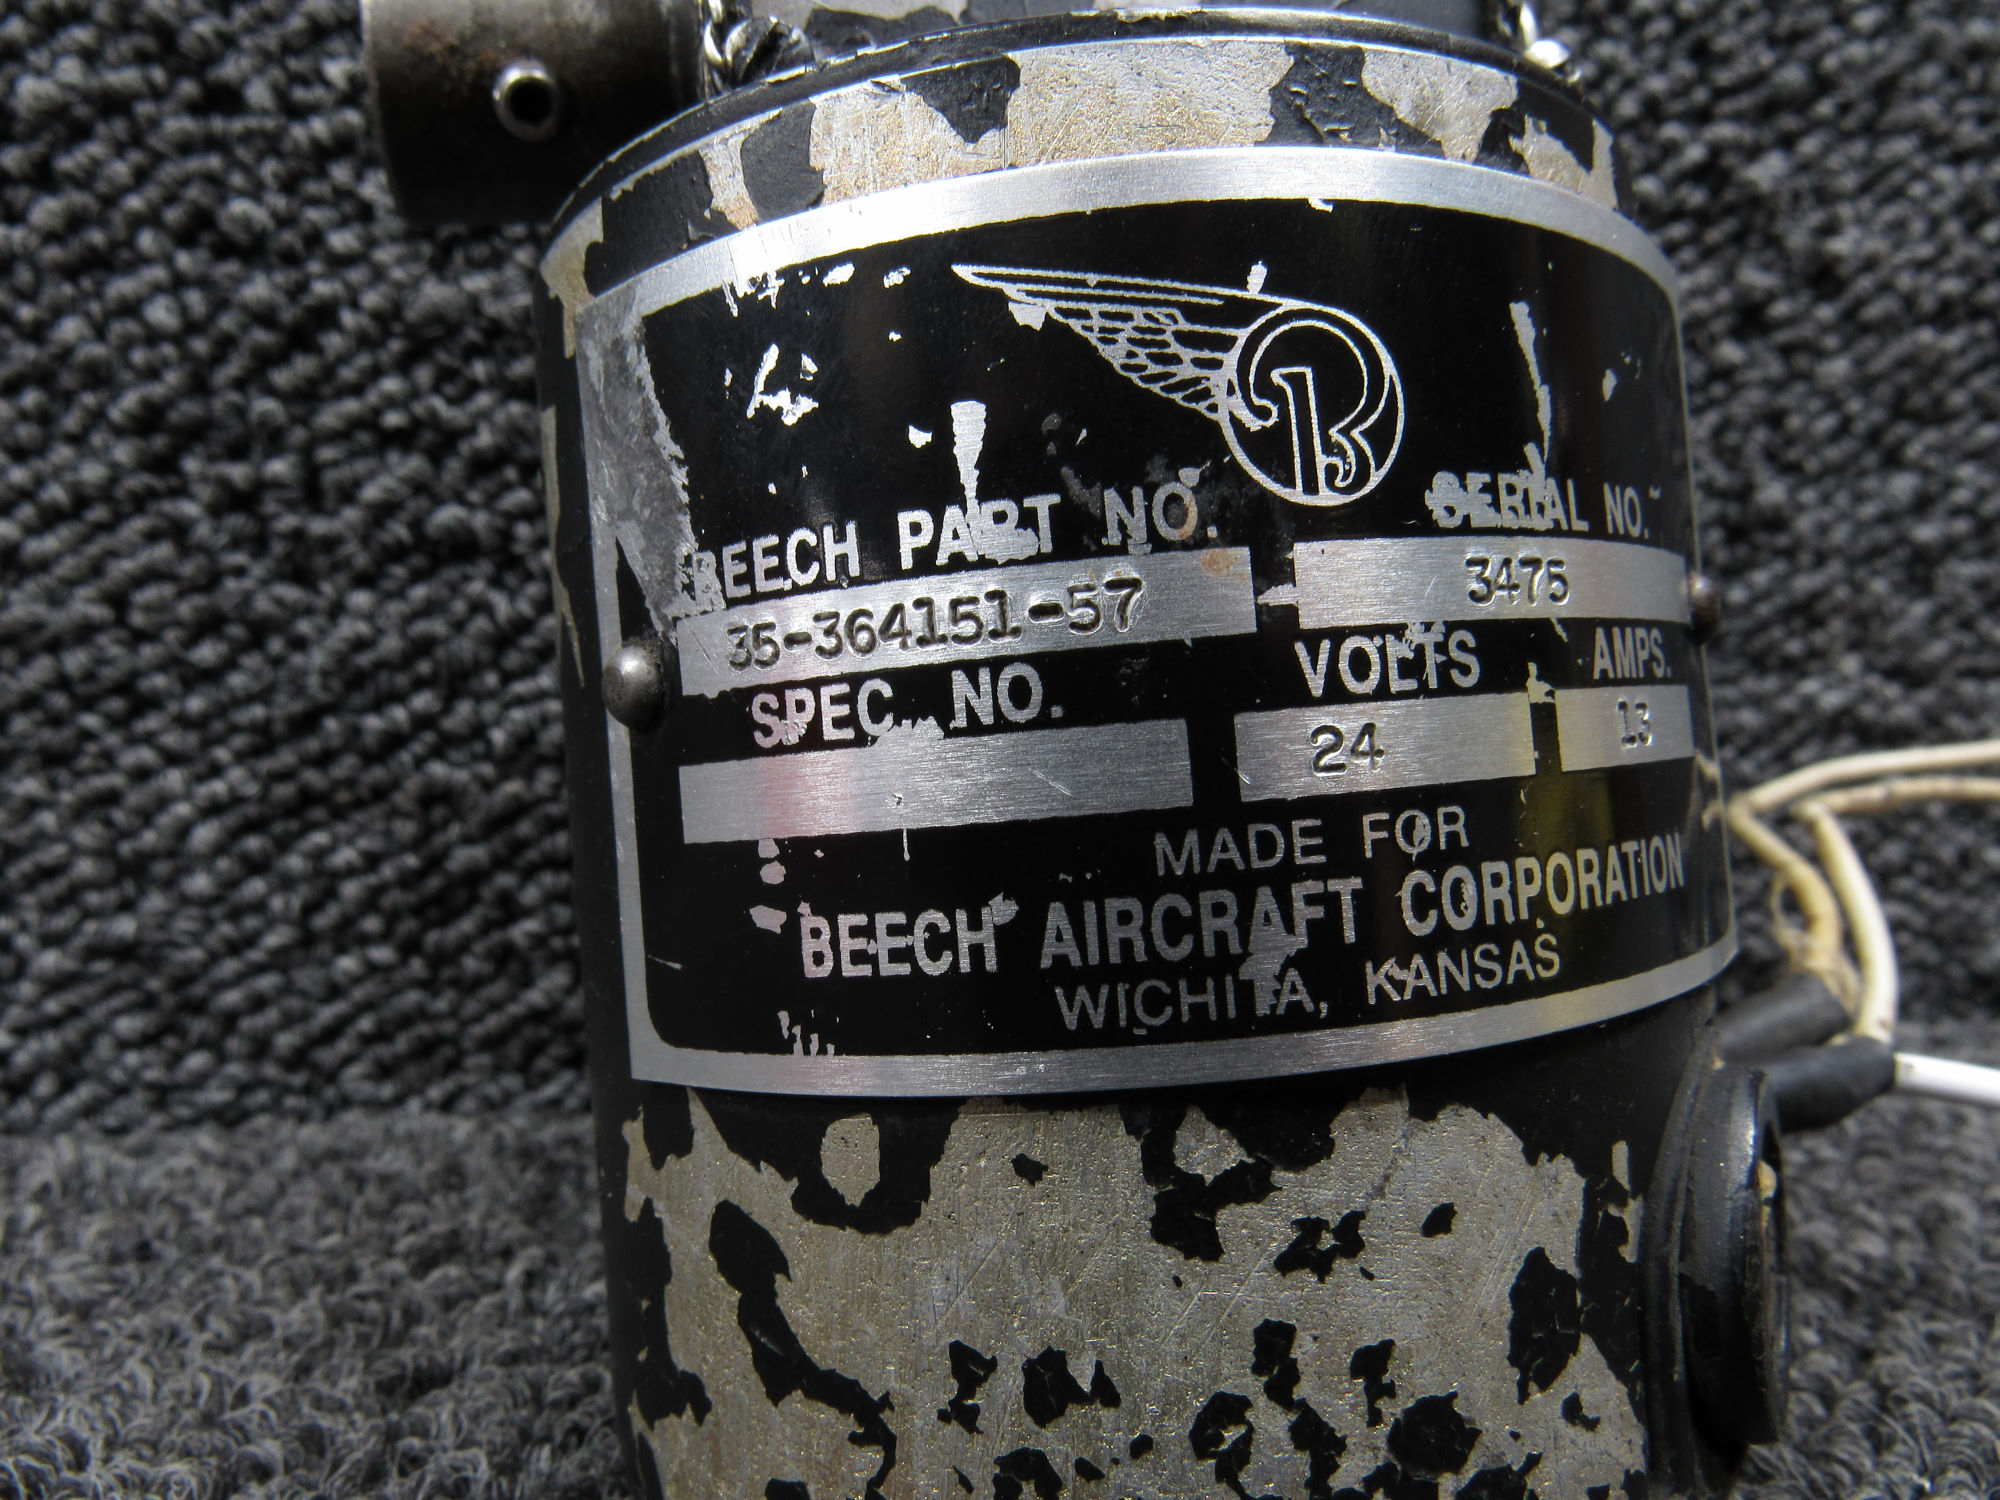 B
BEECH PART NO. SERIAL NO.
35-364151-57 3475
SPEC. NO. VOLTS AMPS.
24 13
MADE FOR
BEECH AIRCRAFT CORPORATION
WICHITA, KANSAS